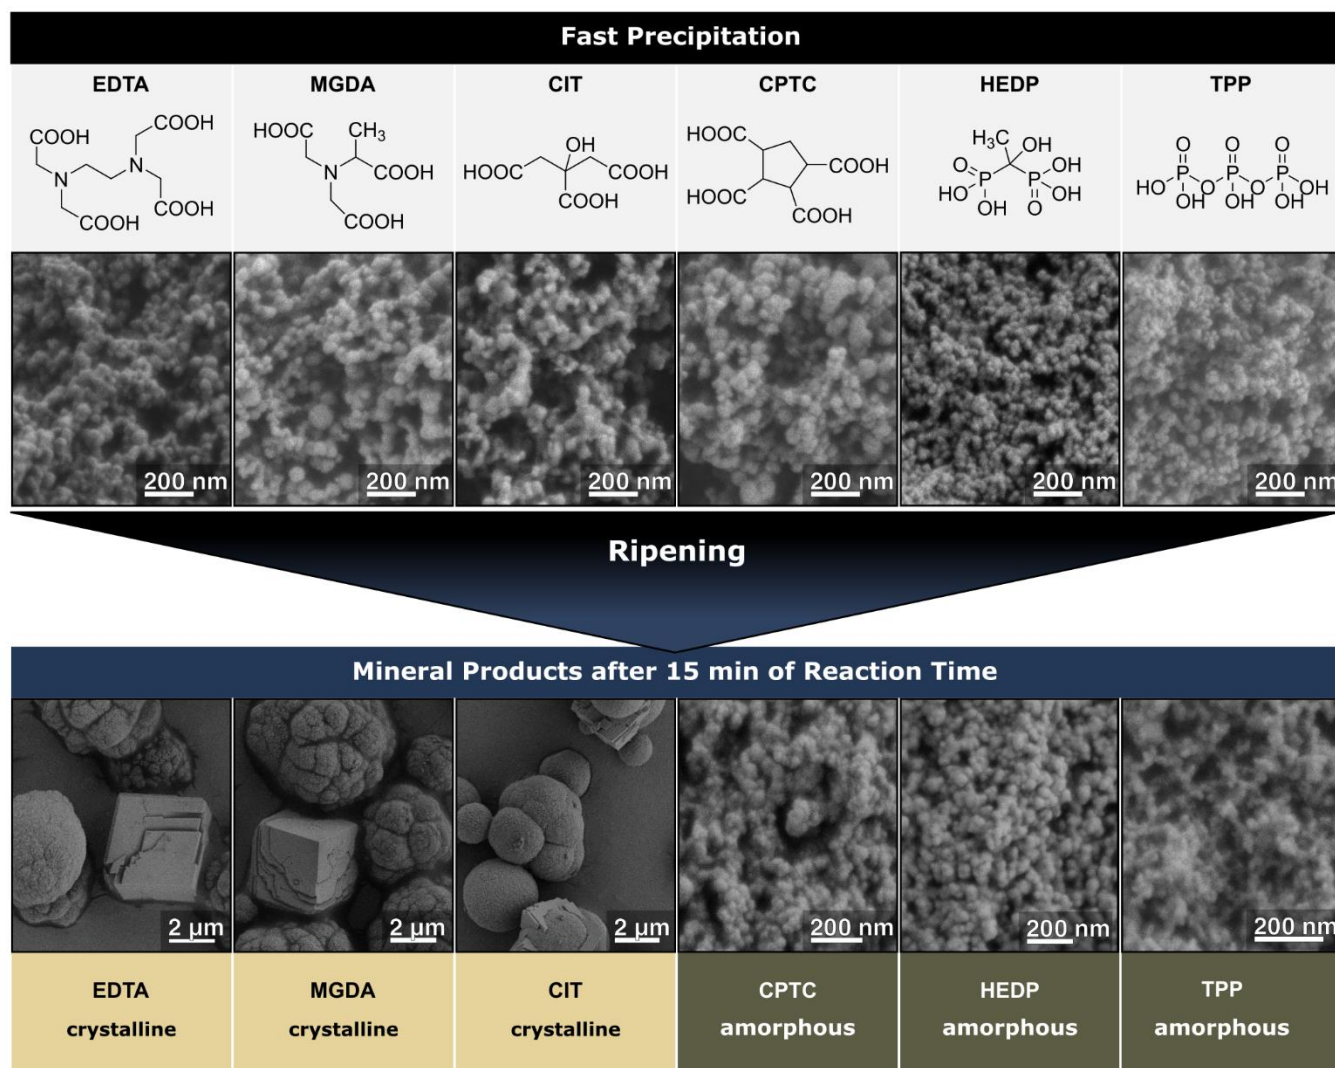 Fast Precipitation
EDTA
MGDA
CIT
CPTC
HEDP
TPP
COOH
COOH
N
N
COOH
COOH
HOOC
CH3
N
COOH
COOH
OH
HOOC
COOH
COOH
HOOC
COOH
HOOC
COOH
H3C
OH
O
OH
P
P
HO
OH
OH
O
O
O
O
HO
P
O
P
O
P
OH
OH
OH
OH
200 nm
200 nm
200 nm
200 nm
200 nm
200 nm
Ripening
Mineral Products after 15 min of Reaction Time
2 μm
2 μm
2 μm
200 nm
200 nm
200 nm
EDTA
crystalline
MGDA
crystalline
CIT
crystalline
CPTC
amorphous
HEDP
amorphous
TPP
amorphous